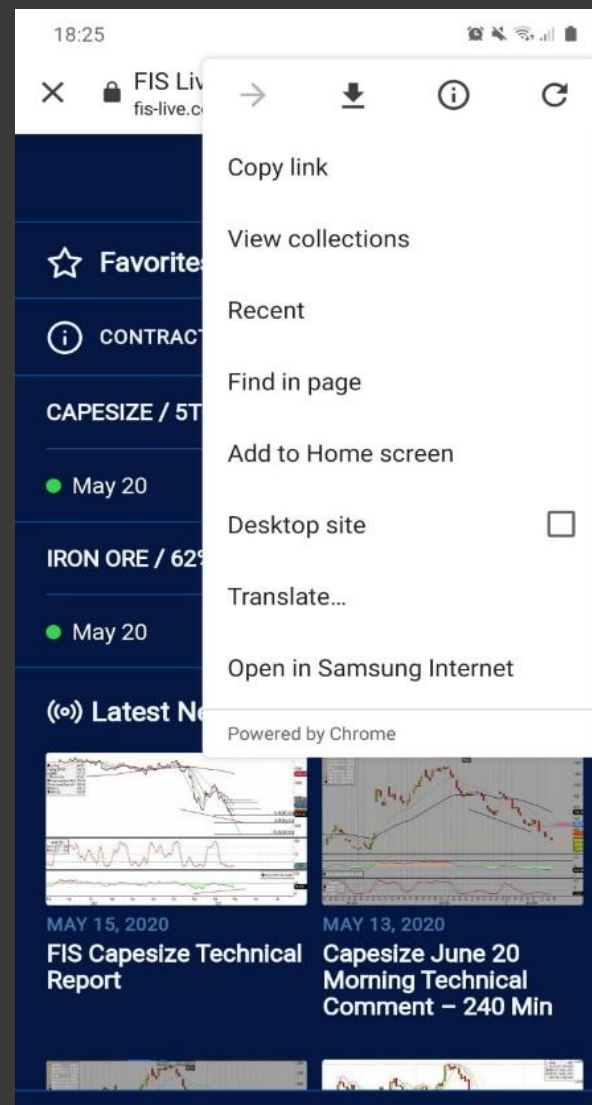 18:25
FIS Liv
fis-live.c
Copy link
View collections
Recent
Find in page
Add to Home screen
Desktop site
Translate...
Open in Samsung Internet
Powered by Chrome
Favorites
CONTRACT
CAPESIZE / 5T
May 20
IRON ORE / 62%
May 20
Latest Ne
MAY 15, 2020
FIS Capesize Technical
Report
MAY 13, 2020
Capesize June 20
Morning Technical
Comment – 240 Min